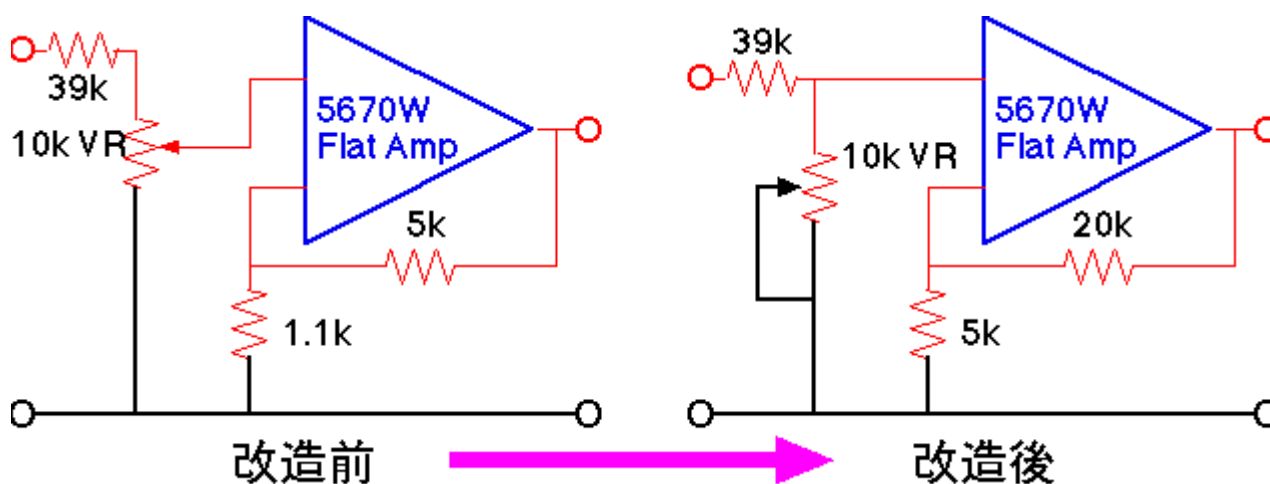 39k
10k VR
5670W
Flat Amp
5k
1.1k
39k
10k VR
5670W
Flat Amp
20k
5k
改造前
改造後